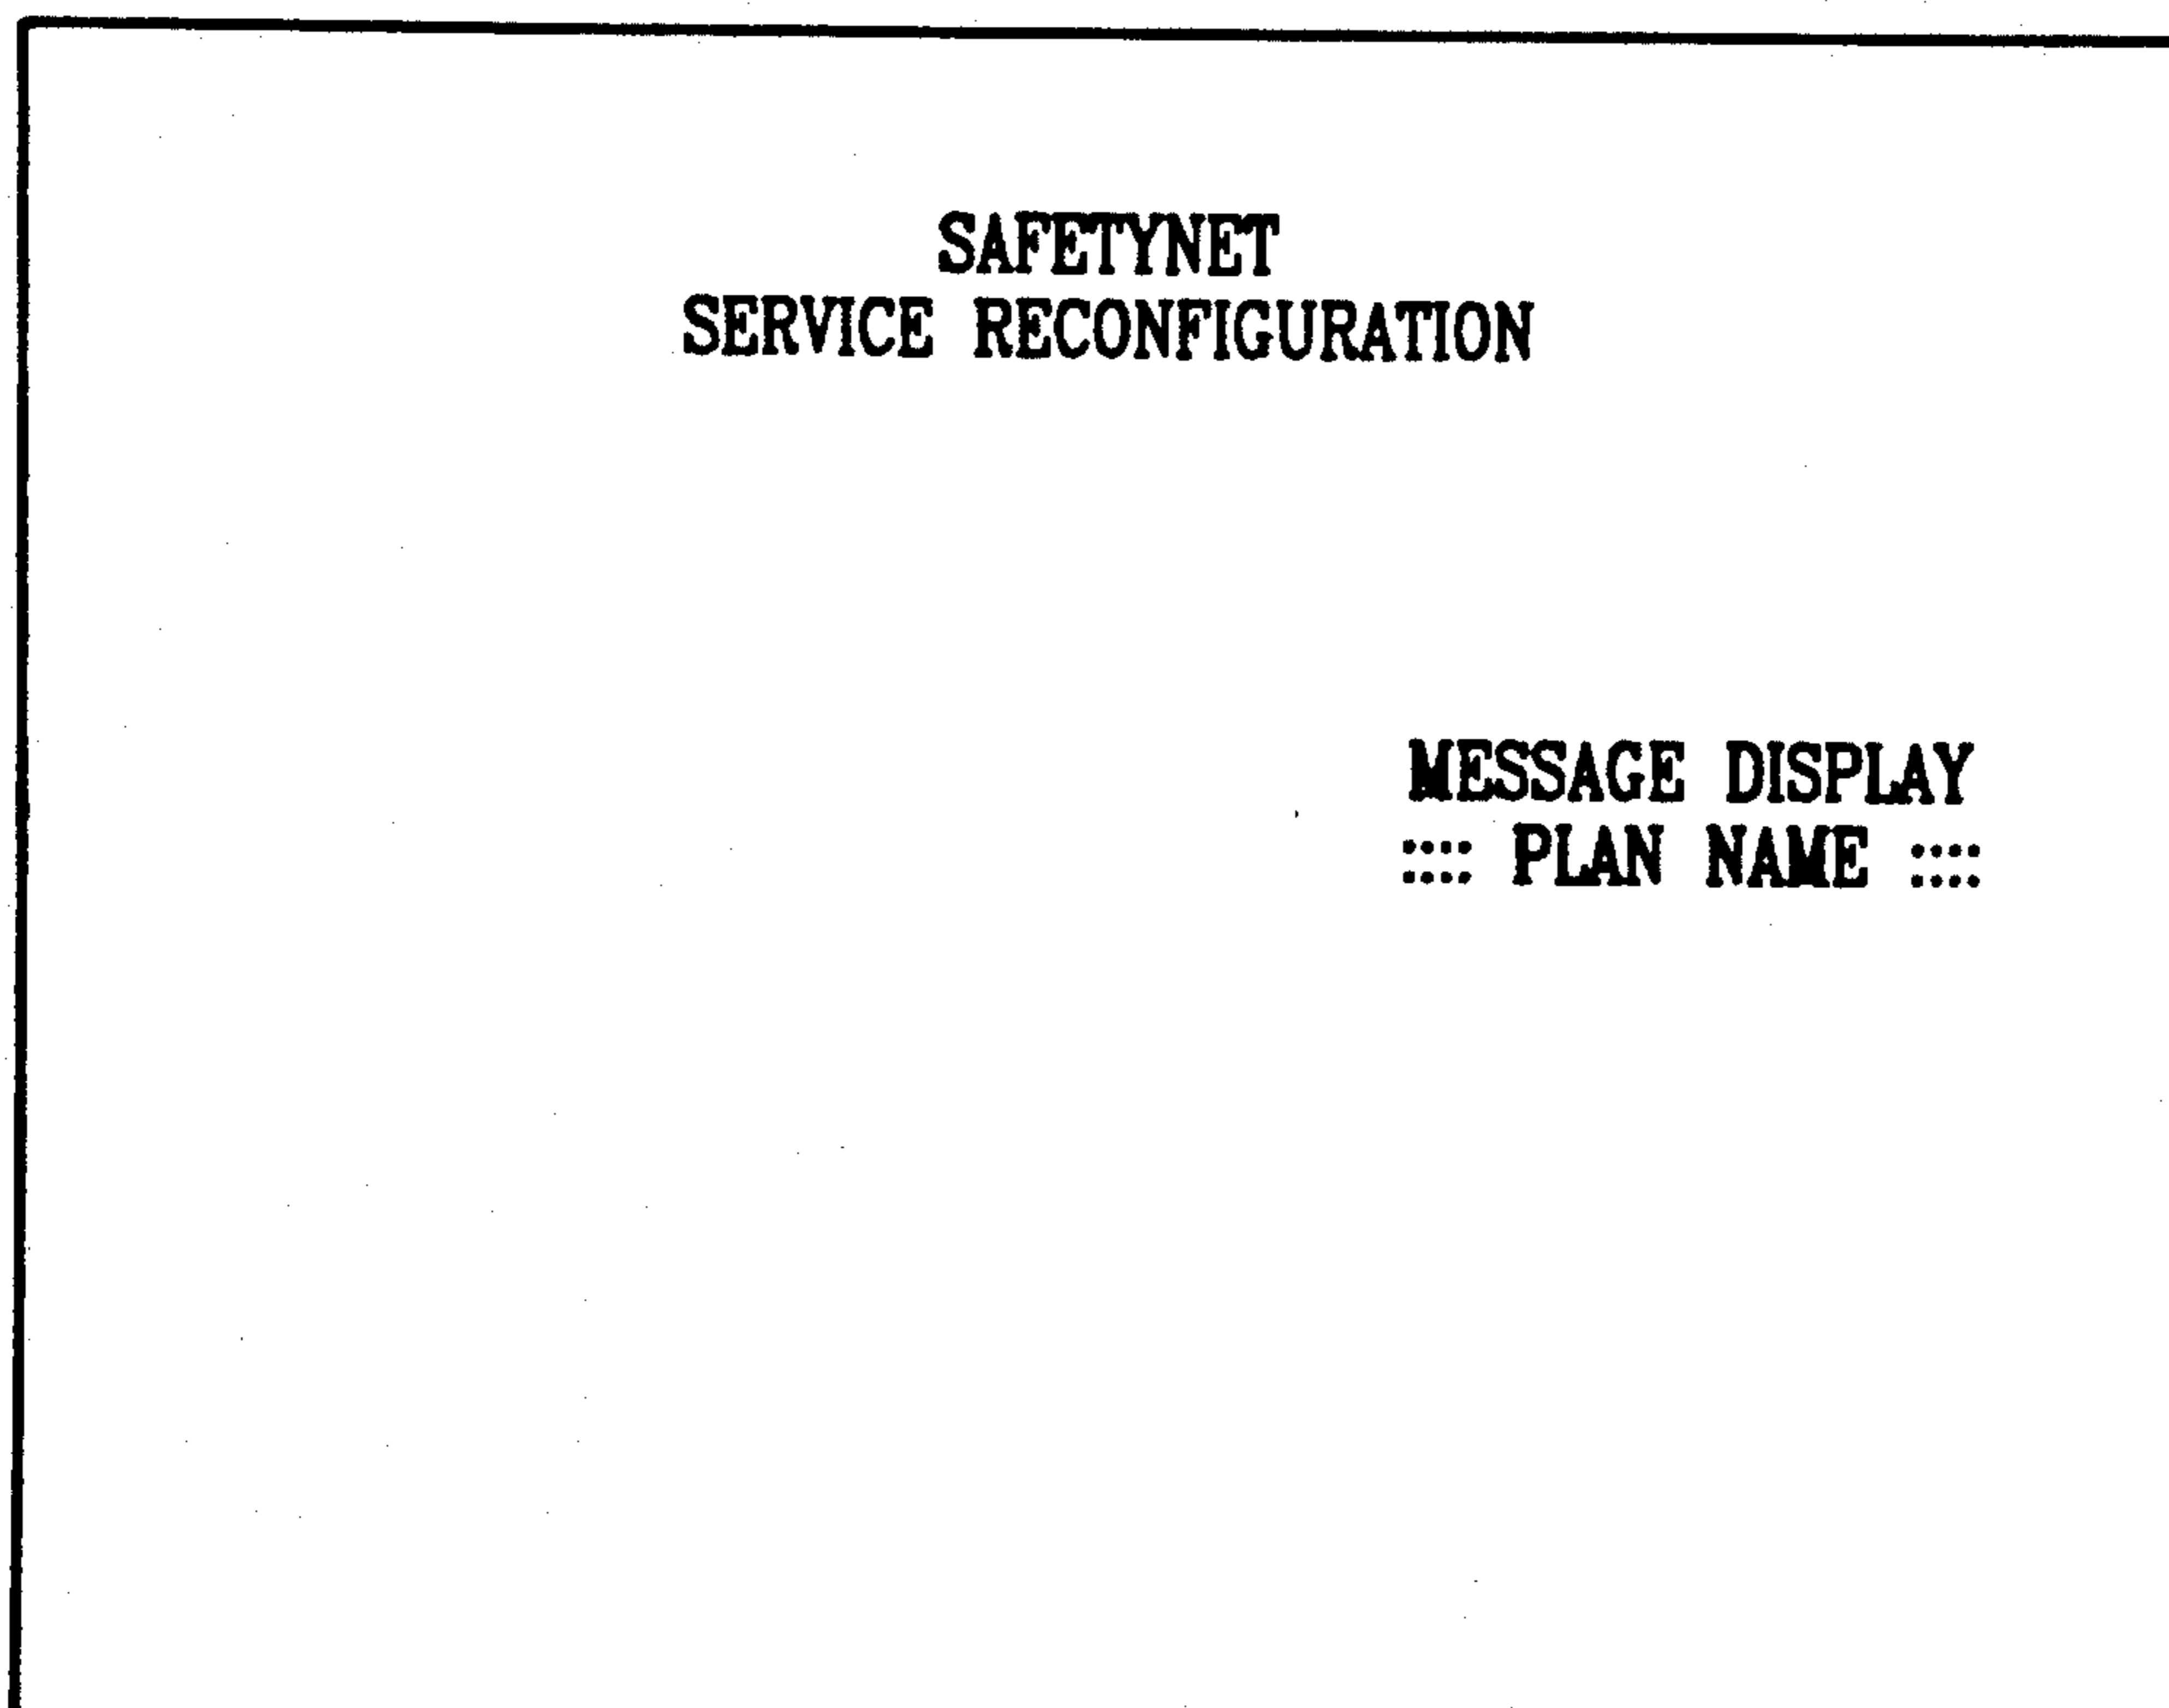 SAFETYNET
SERVICE RECONFIGURATION
MESSAGE DISPLAY
:::: PLAN NAME ::::